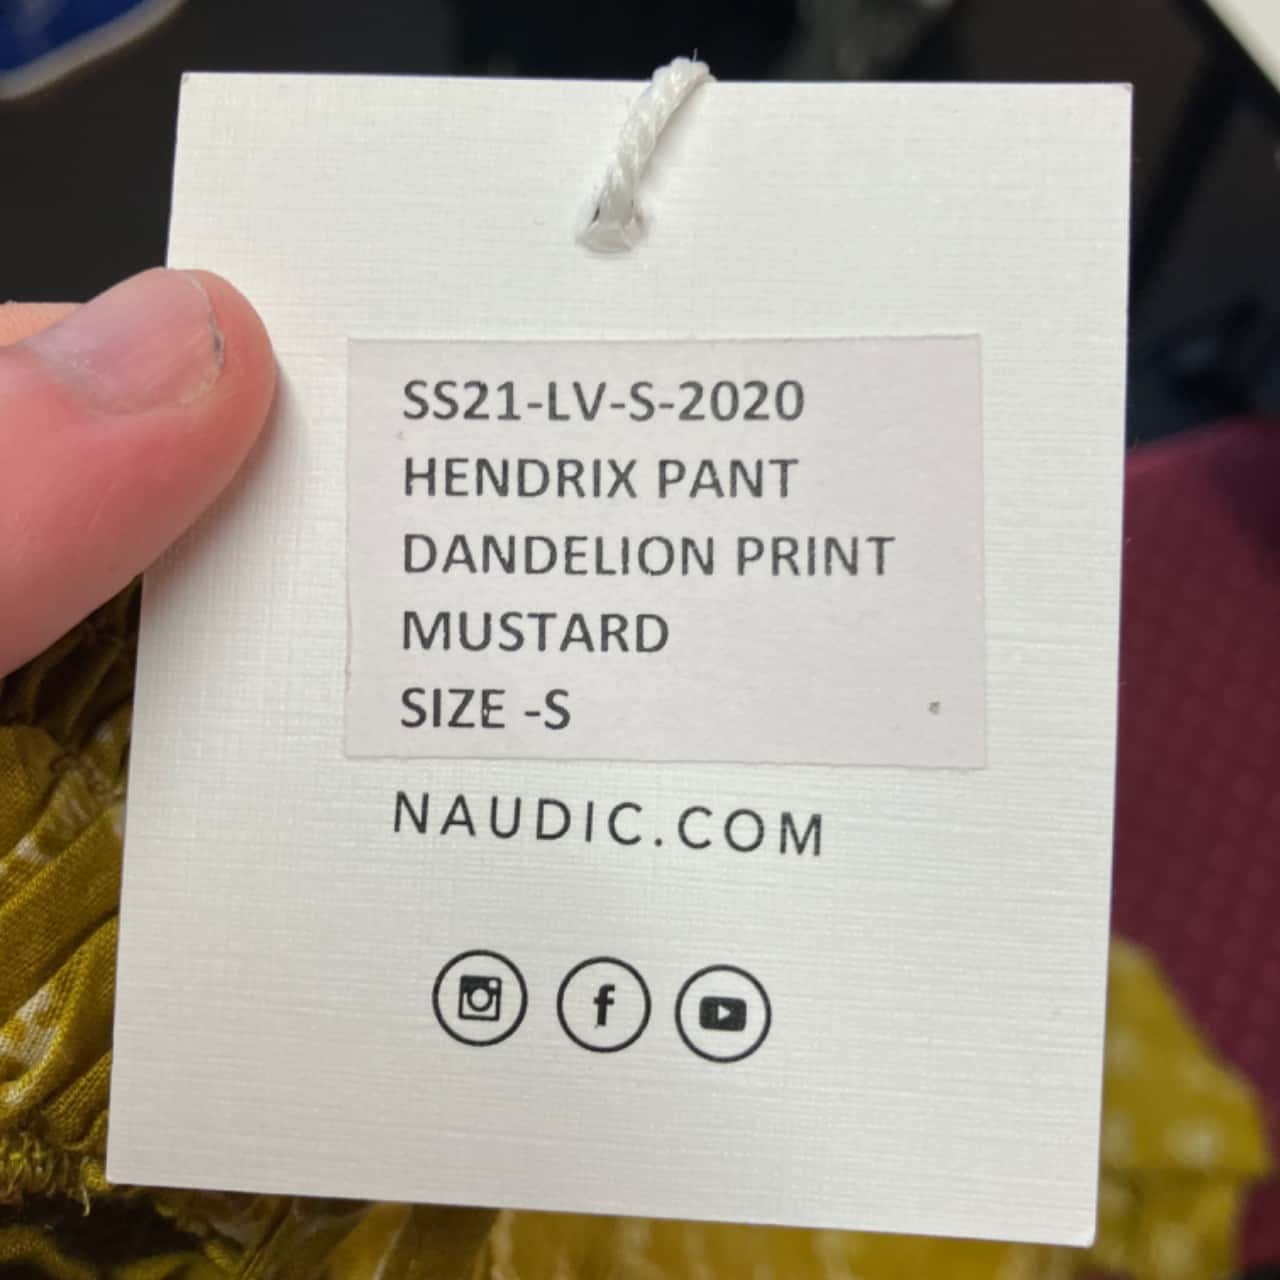 SS21-LV-S-2020
HENDRIX PANT
DANDELION PRINT
MUSTARD
SIZE -S
NAUDIC.COM
f